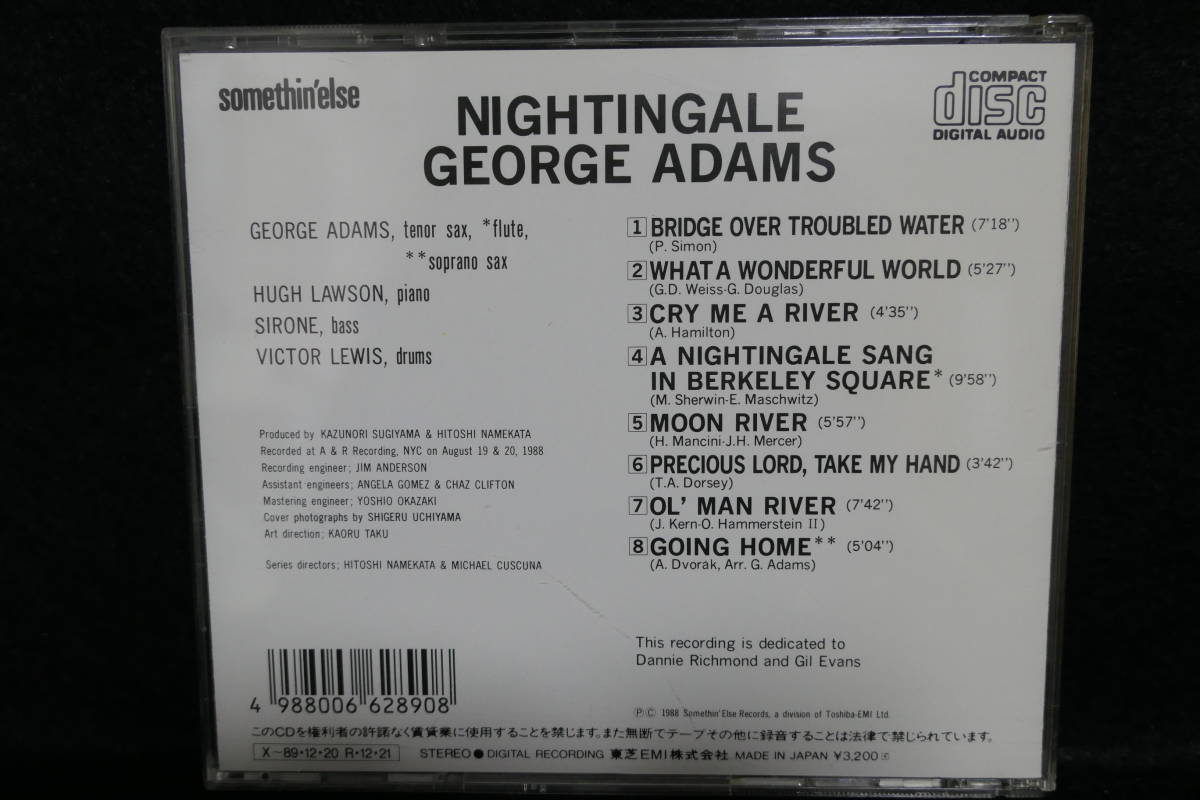 somethin'else
COMPACT
disc
DIGITAL AUDIO
NIGHTINGALE
GEORGE ADAMS
GEORGE ADAMS, tenor sax, *flute,
**soprano sax
HUGH LAWSON, piano
SIRONE, bass
VICTOR LEWIS, drums
Produced by KAZUNORI SUGIYAMA & HITOSHI NAMEKATA
Recorded at A & R Recording, NYC on August 19 & 20, 1988
Recording engineer; JIM ANDERSON
Assistant engineers; ANGELA GOMEZ & CHAZ CLIFTON
Mastering engineer; YOSHIO OKAZAKI
Cover photographs by SHIGERU UCHIYAMA
Art direction; KAORU TAKU
Series directors; HITOSHI NAMEKATA & MICHAEL CUSCUNA
1 BRIDGE OVER TROUBLED WATER (7'18'')
(P. Simon)
2 WHAT A WONDERFUL WORLD (5'27'')
(G.D. Weiss-G. Douglas)
3 CRY ME A RIVER (4'35'')
(A. Hamilton)
4 A NIGHTINGALE SANG
IN BERKELEY SQUARE* (9'58'')
(M. Sherwin-E. Maschwitz)
5 MOON RIVER (5'57'')
(H. Mancini-J.H. Mercer)
6 PRECIOUS LORD, TAKE MY HAND (3'42'')
(T.A. Dorsey)
7 OL' MAN RIVER (7'42'')
(J. Kern-O. Hammerstein II)
8 GOING HOME** (5'04'')
(A. Dvorák, Arr. G. Adams)
This recording is dedicated to
Dannie Richmond and Gil Evans
4 988006 628908
Ⓟ© 1988 Somethin'Else Records, a division of Toshiba-EMI Ltd.
このCDを権利者の許諾なく賃貸業に使用することを禁じます。また無断でテープその他に録音することは法律で禁じられています。
X~89・12・20 R・12・21 STEREO ● DIGITAL RECORDING 東芝EMI株式会社 MADE IN JAPAN ¥3,200